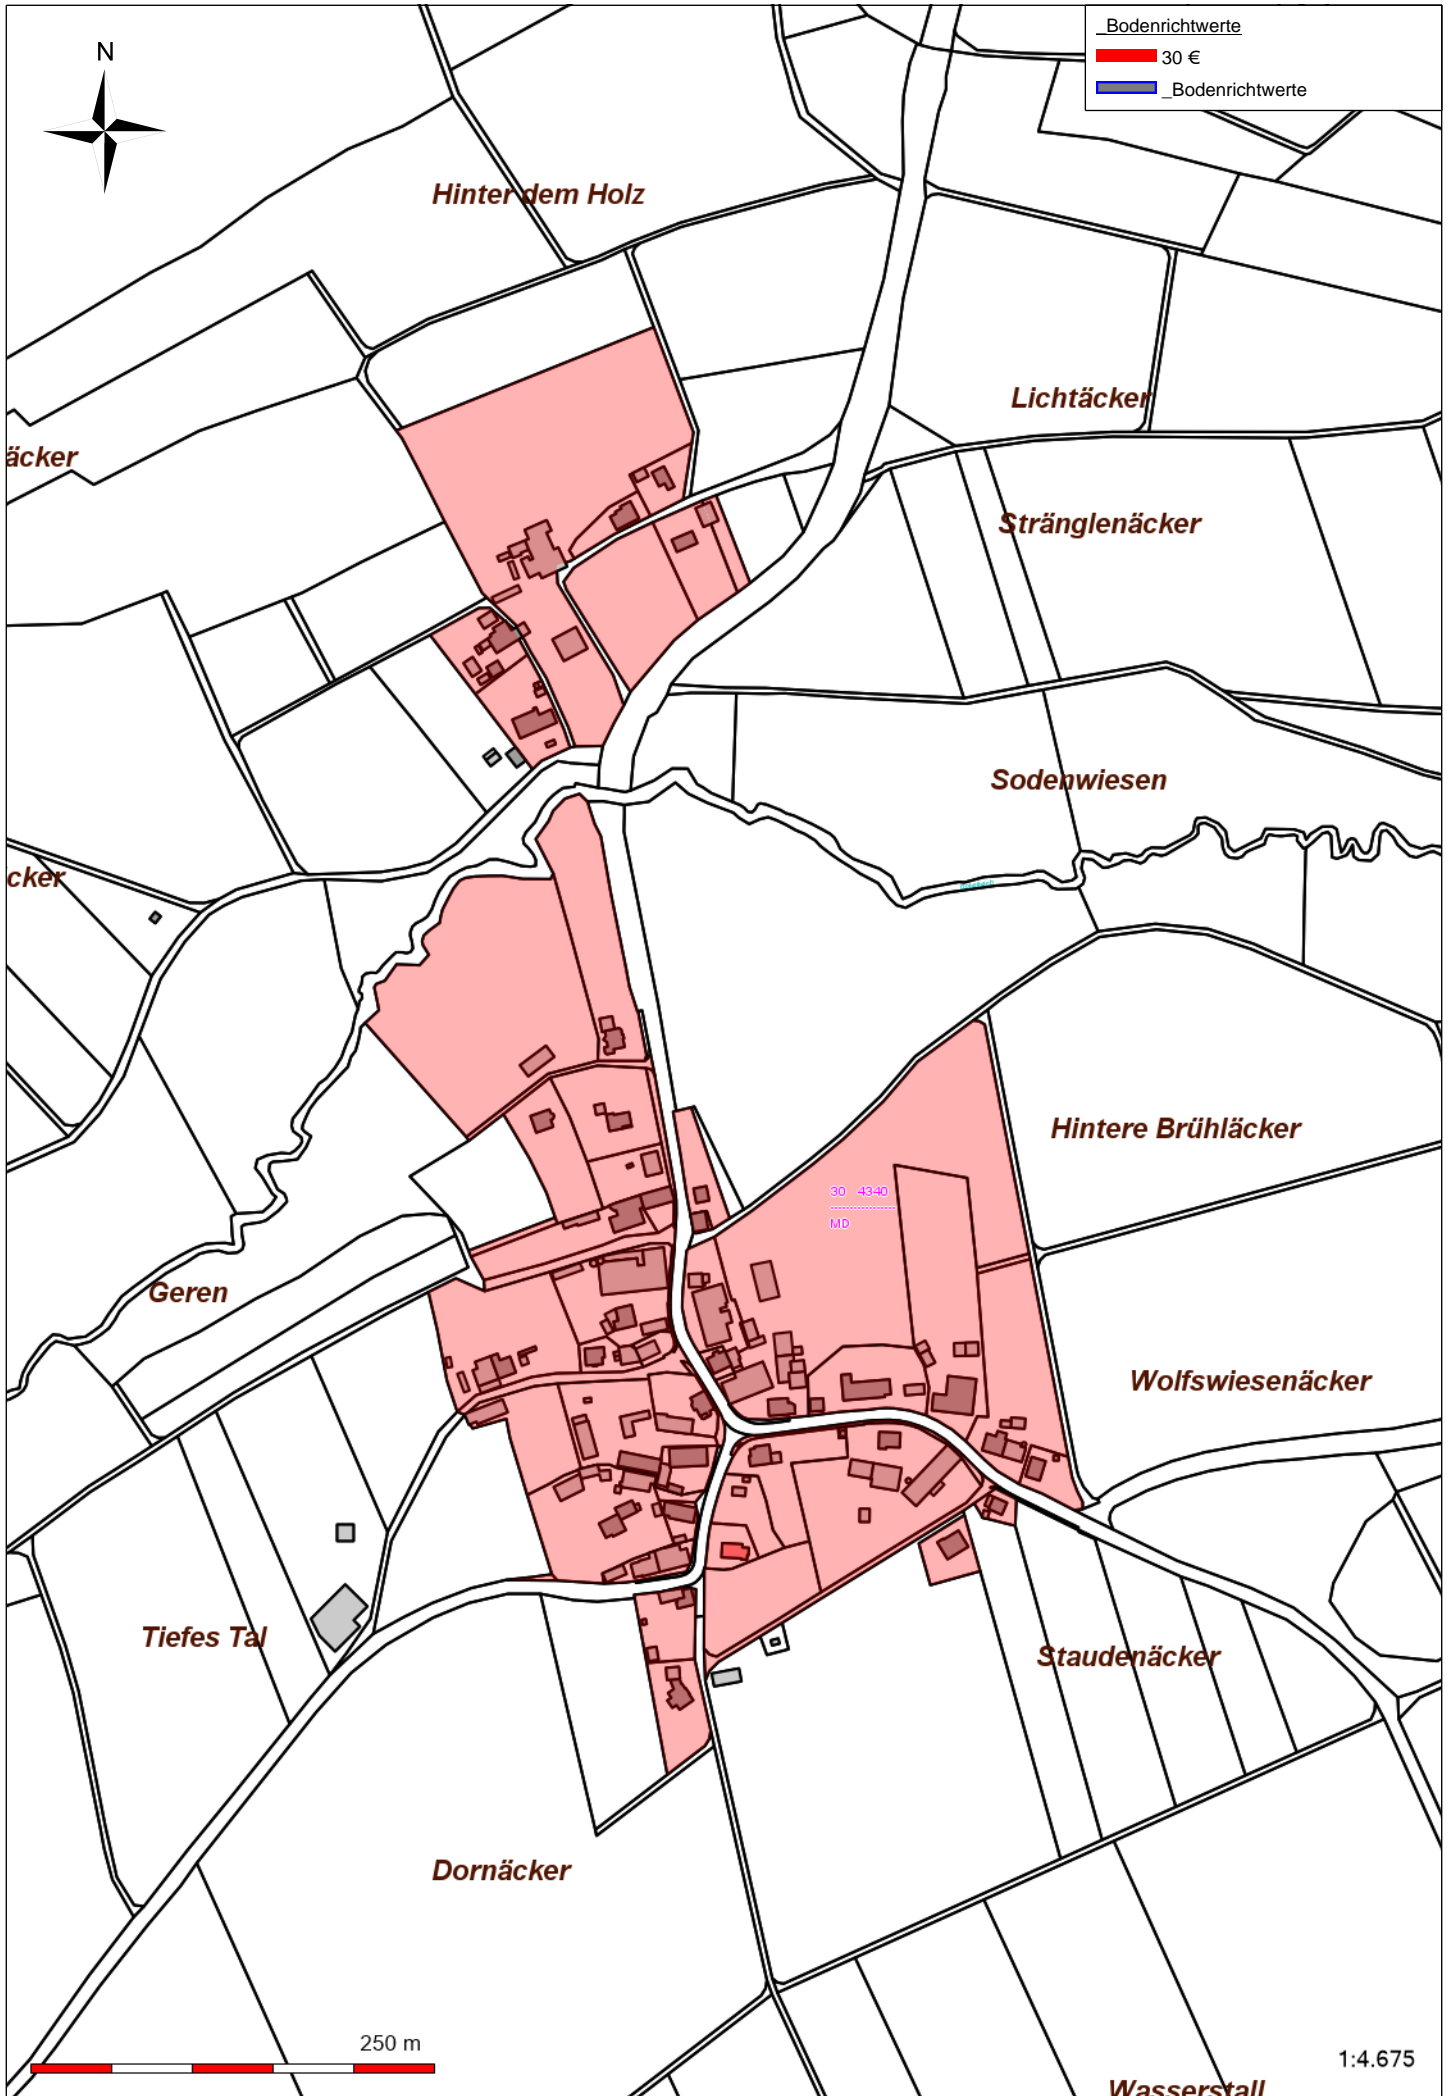 _Bodenrichtwerte
30 €
_Bodenrichtwerte
N
Hinter dem Holz
Lichtäcker
äcker
Stränglenäcker
Sodenwiesen
cker
Hintere Brühläcker
30 4340
MD
Geren
Wolfswiesenäcker
Tiefes Tal
Staudenäcker
Dornäcker
250 m
1:4.675
Wasserstall